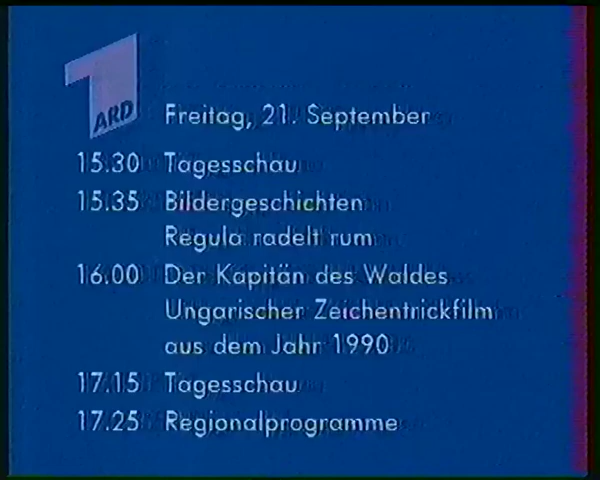 ARD
Freitag, 21. September
15.30 Tagesschau
15.35 Bildergeschichten
Regula radelt rum
16.00 Der Kapitän des Waldes
Ungarischer Zeichentrickfilm
aus dem Jahr 1990
17.15 Tagesschau
17.25 Regionalprogramme